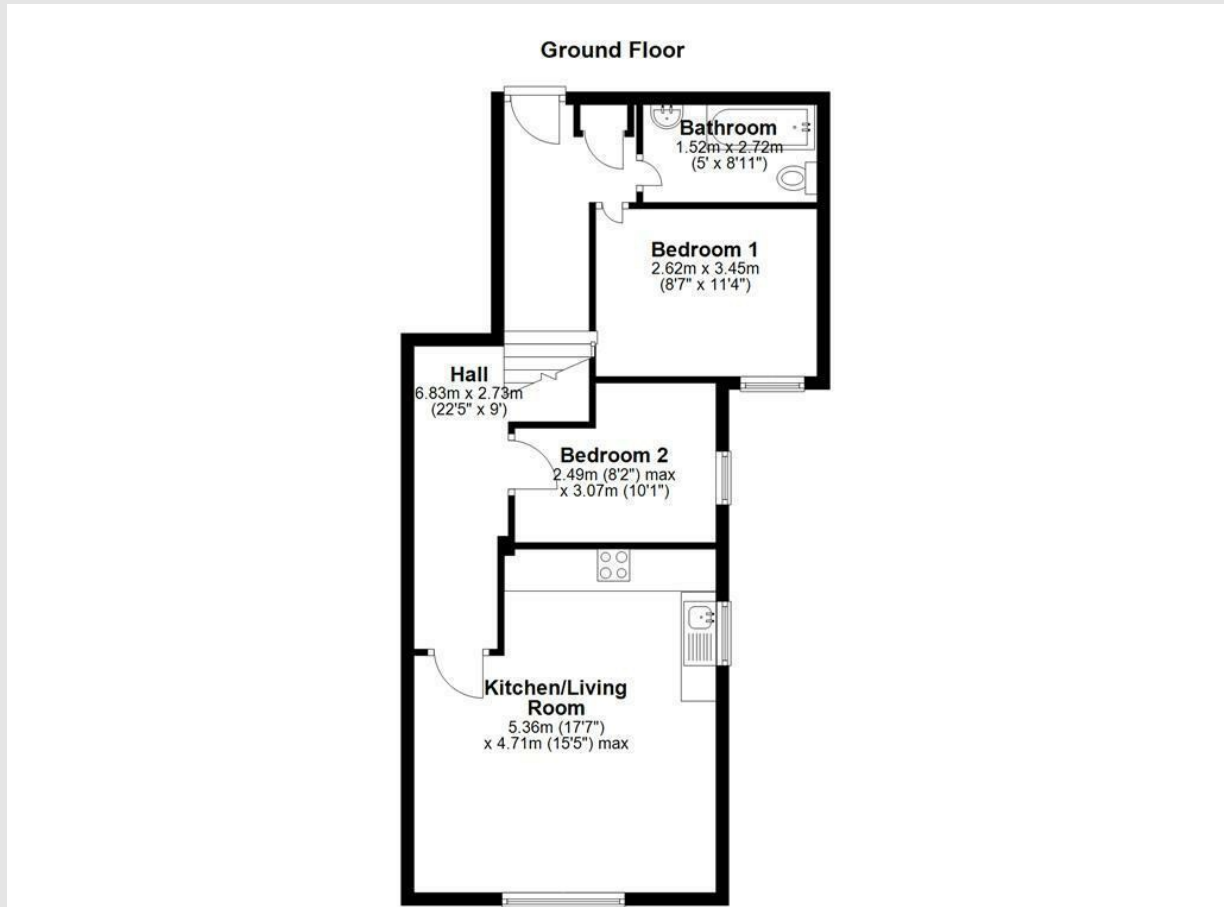 Ground Floor
Bathroom
1.52m x 2.72m
(5' x 8'11")
Bedroom 1
2.62m x 3.45m
(8'7" x 11'4")
Hall
6.83m x 2.73m
(22'5" x 9')
Bedroom 2
2.49m (8'2") max
x 3.07m (10'1")
Kitchen/Living
Room
5.36m (17'7")
x 4.71m (15'5") max